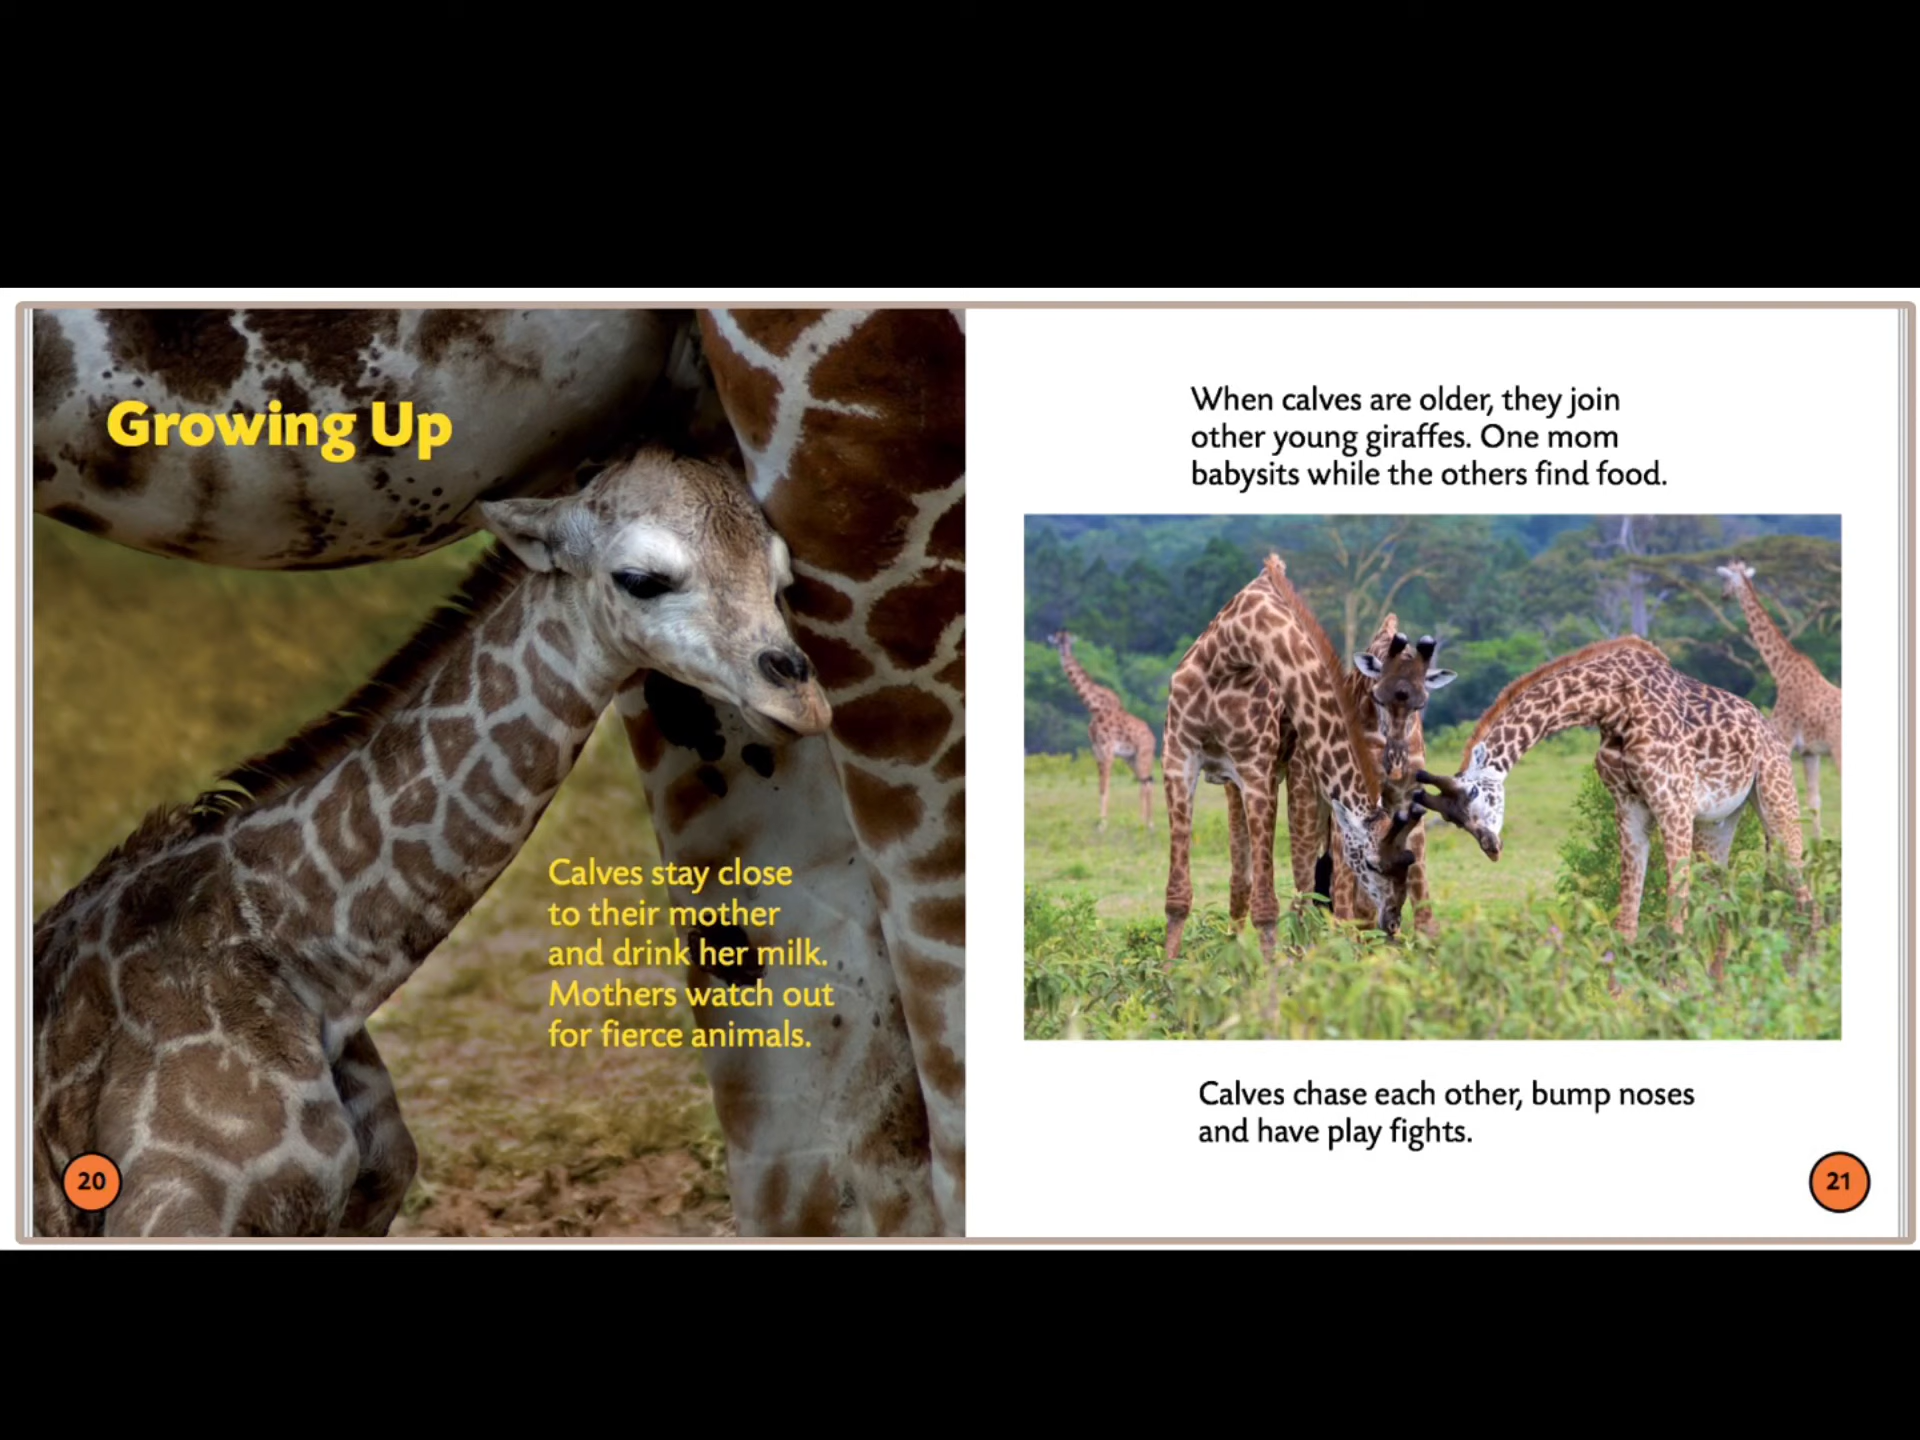 Growing Up
Calves stay close
to their mother
and drink her milk.
Mothers watch out
for fierce animals.
20
When calves are older, they join
other young giraffes. One mom
babysits while the others find food.
Calves chase each other, bump noses
and have play fights.
21